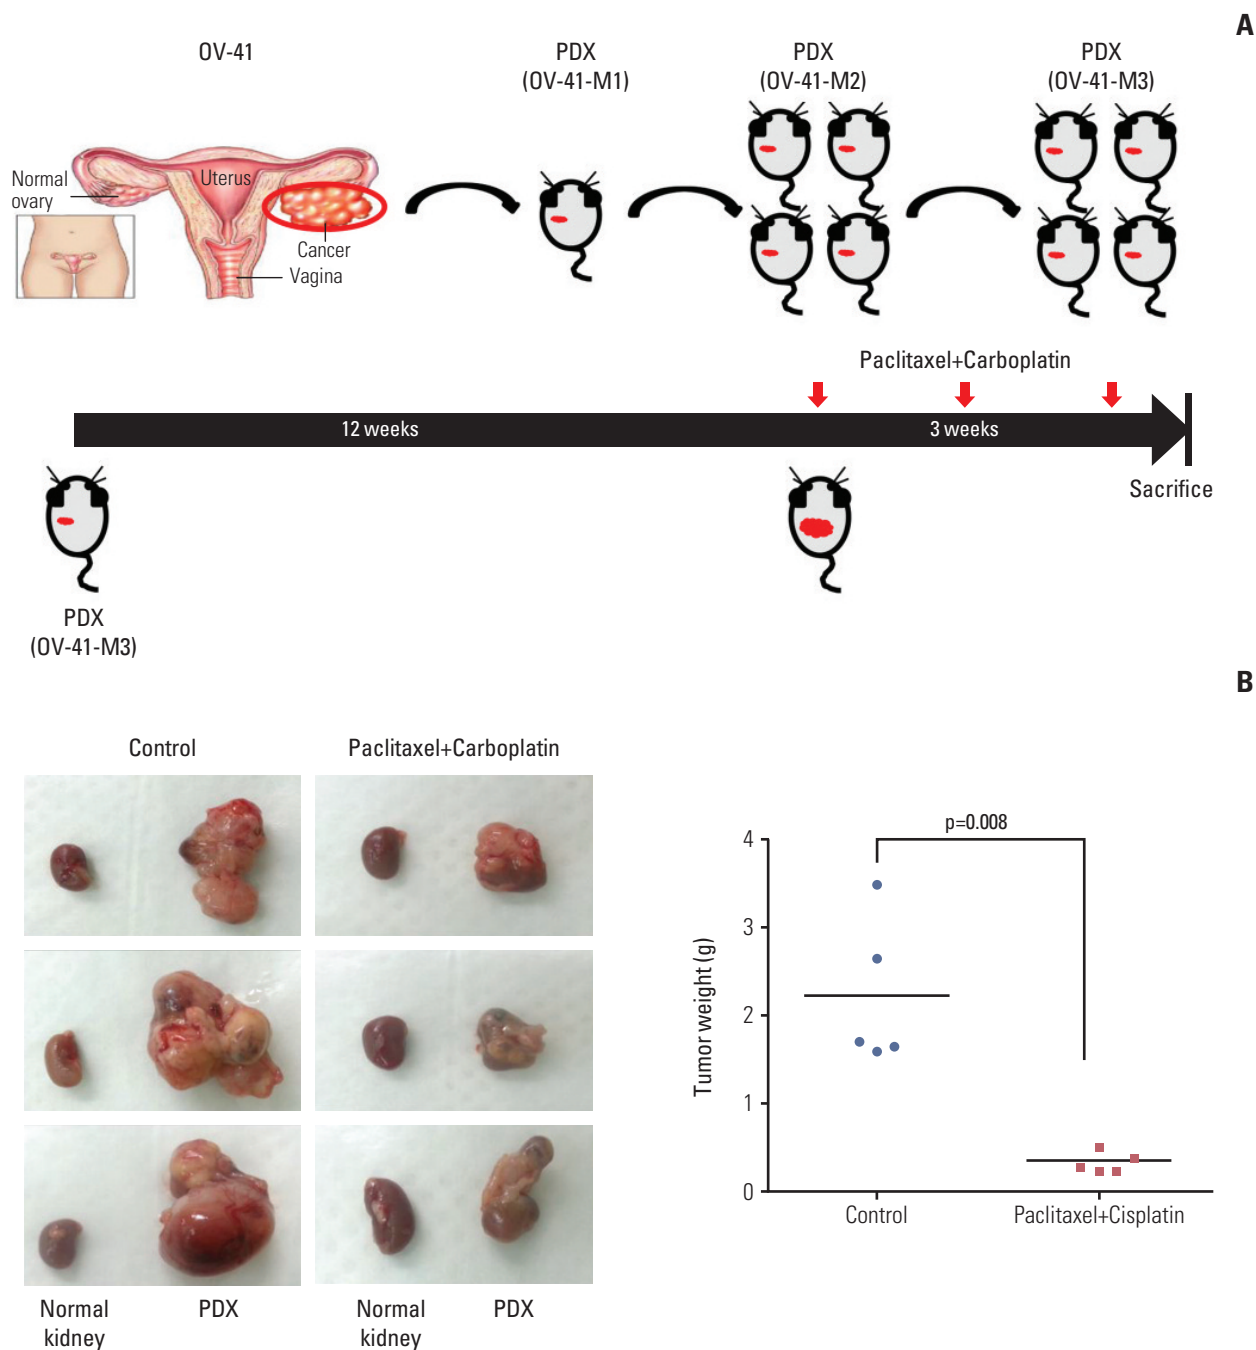 A
OV-41
PDX
(OV-41-M1)
PDX
(OV-41-M2)
PDX
(OV-41-M3)
Normal
ovary
Uterus
Cancer
Vagina
Paclitaxel+Carboplatin
12 weeks
3 weeks
Sacrifice
PDX
(OV-41-M3)
B
Control
Paclitaxel+Carboplatin
Normal
kidney
PDX
Normal
kidney
PDX
p=0.008
Tumor weight (g)
4
3
2
1
0
Control
Paclitaxel+Cisplatin